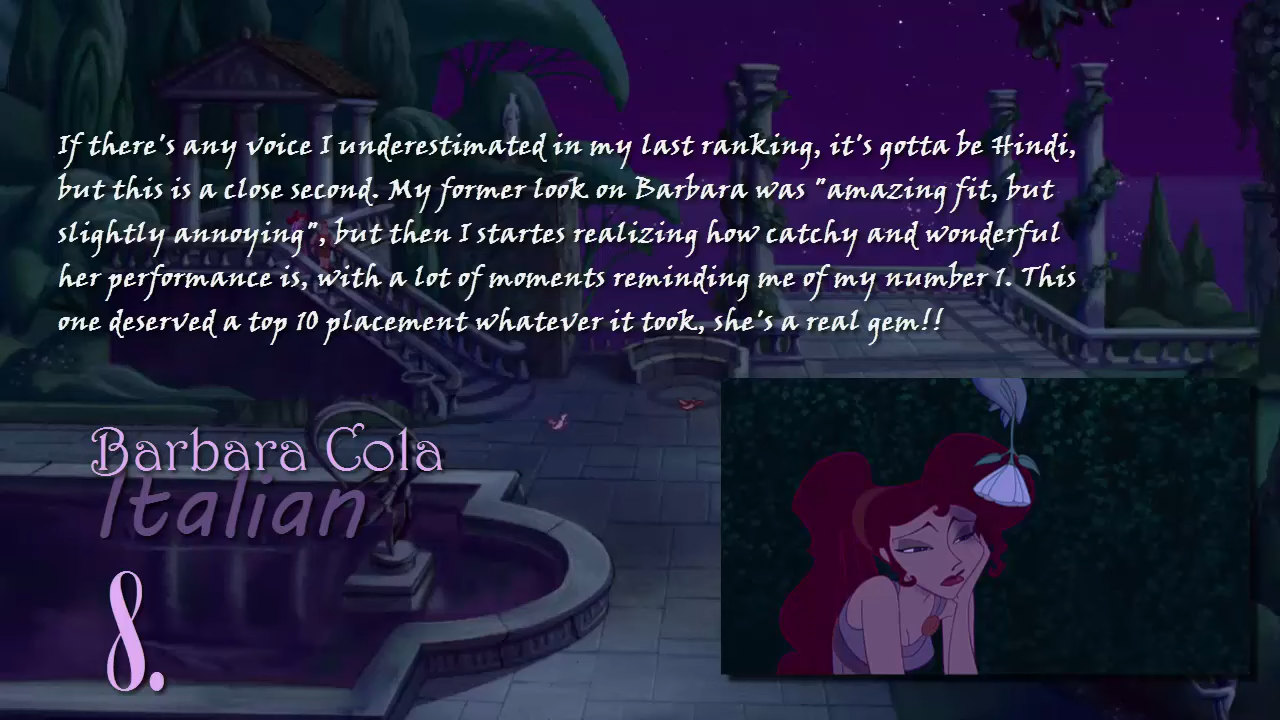 If there's any voice I underestimated in my last ranking, it's gotta be Hindi,
but this is a close second. My former look on Barbara was "amazing fit, but
slightly annoying", but then I startes realizing how catchy and wonderful
her performance is, with a lot of moments reminding me of my number 1. This
one deserved a top 10 placement whatever it took, she's a real gem!!
Barbara Cola
Italian
8.